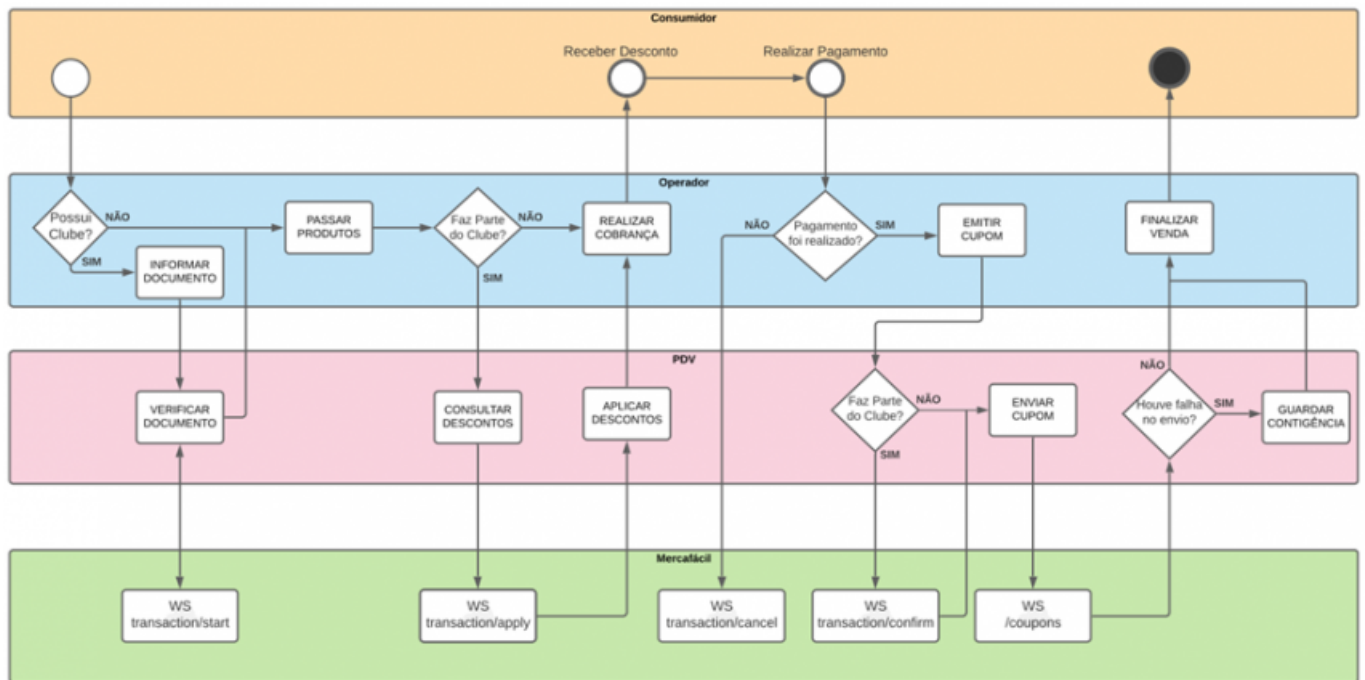 Consumidor
Receber Desconto
Realizar Pagamento
Operador
Possui
Clube?
NÃO
SIM
INFORMAR
DOCUMENTO
PASSAR
PRODUTOS
Faz Parte
do Clube?
NÃO
SIM
REALIZAR
COBRANÇA
NÃO
Pagamento
foi realizado?
SIM
EMITIR
CUPOM
FINALIZAR
VENDA
PDV
VERIFICAR
DOCUMENTO
CONSULTAR
DESCONTOS
APLICAR
DESCONTOS
Faz Parte
do Clube?
NÃO
SIM
ENVIAR
CUPOM
NÃO
Houve falha
no envio?
SIM
GUARDAR
CONTIGÊNCIA
Mercafácil
WS
transaction/start
WS
transaction/apply
WS
transaction/cancel
WS
transaction/confirm
WS
/coupons